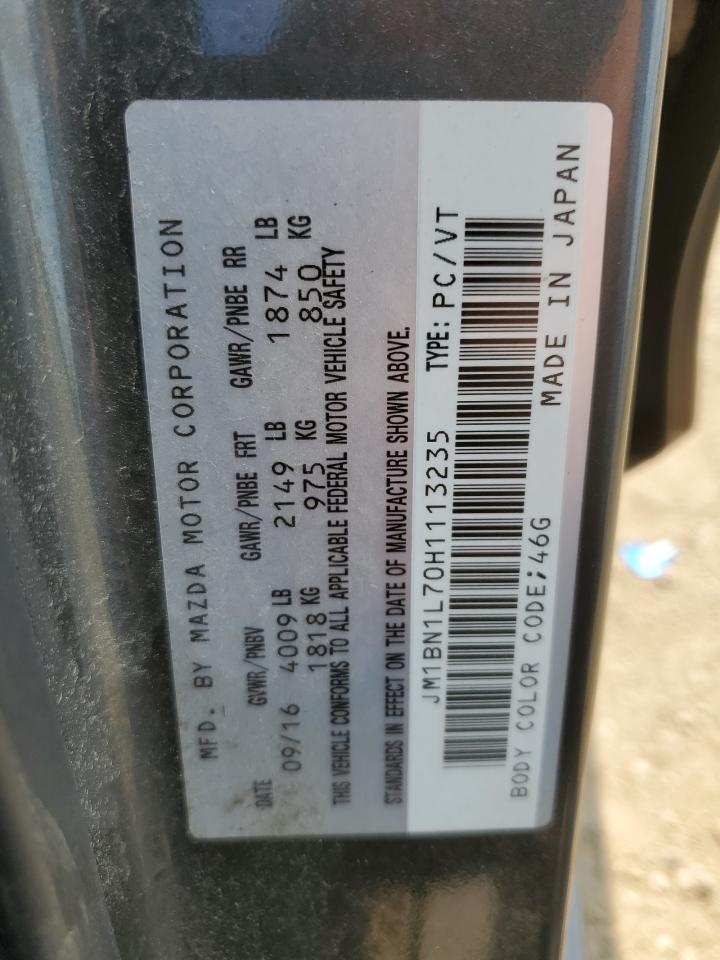 MFD. BY MAZDA MOTOR CORPORATION
DATE GVWR/PNBV GAWR/PNBE FRT GAWR/PNBE RR
09/16 4009 LB 2149 LB 1874 LB
1818 KG 975 KG 850 KG
THIS VEHICLE CONFORMS TO ALL APPLICABLE FEDERAL MOTOR VEHICLE SAFETY
STANDARDS IN EFFECT ON THE DATE OF MANUFACTURE SHOWN ABOVE.
JM1BN1L70H1113235 TYPE: PC/VT
BODY COLOR CODE;46G MADE IN JAPAN